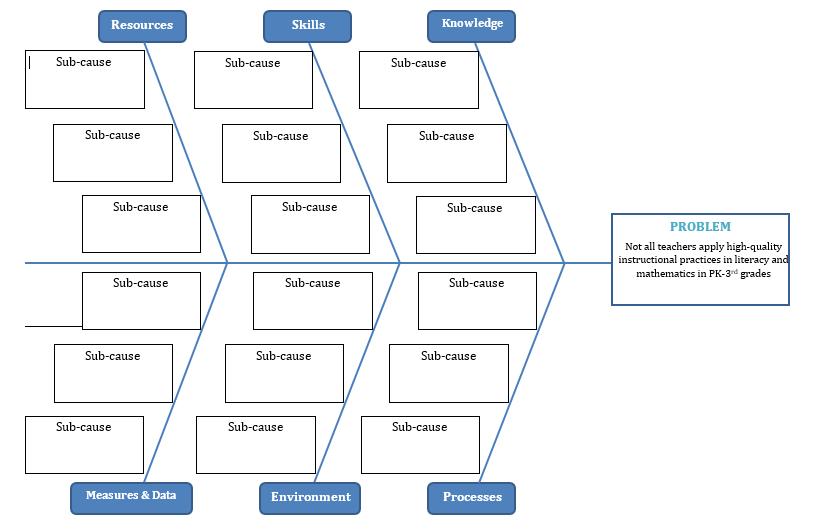 Resources
Skills
Knowledge
Sub-cause
Sub-cause
Sub-cause
Sub-cause
Sub-cause
Sub-cause
Sub-cause
Sub-cause
Sub-cause
PROBLEM
Not all teachers apply high-quality
instructional practices in literacy and
mathematics in PK-3rd grades
Sub-cause
Sub-cause
Sub-cause
Sub-cause
Sub-cause
Sub-cause
Sub-cause
Sub-cause
Sub-cause
Measures & Data
Environment
Processes